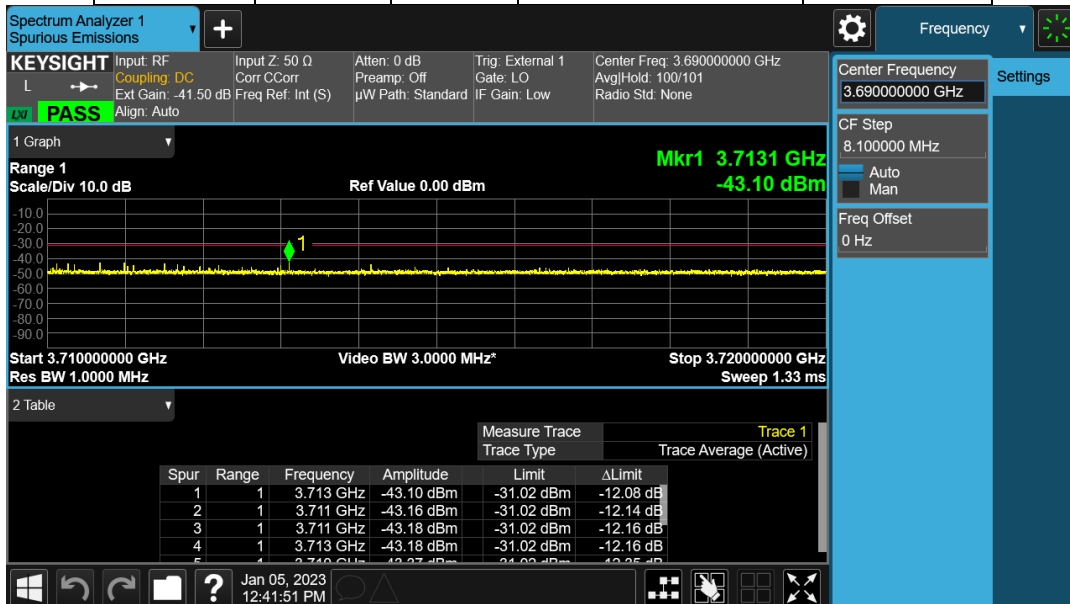 Spectrum Analyzer 1
Spurious Emissions
Frequency
KEYSIGHT
L
LXI PASS
Input: RF
Coupling: DC
Ext Gain: -41.50 dB
Align: Auto
Input Z: 50 Ω
Corr CCorr
Freq Ref: Int (S)
Atten: 0 dB
Preamp: Off
µW Path: Standard
Trig: External 1
Gate: LO
IF Gain: Low
Center Freq: 3.690000000 GHz
Avg|Hold: 100/101
Radio Std: None
Center Frequency
3.690000000 GHz
Settings
CF Step
8.100000 MHz
Auto
Man
Freq Offset
0 Hz
1 Graph
Range 1
Scale/Div 10.0 dB
Ref Value 0.00 dBm
Mkr1 3.7131 GHz
-43.10 dBm
-10.0
-20.0
-30.0
-40.0
-50.0
-60.0
-70.0
-80.0
-90.0
1
Start 3.710000000 GHz
Video BW 3.0000 MHz*
Stop 3.720000000 GHz
Res BW 1.0000 MHz
Sweep 1.33 ms
2 Table
Measure Trace Trace 1
Trace Type Trace Average (Active)
Spur Range Frequency Amplitude Limit ΔLimit
1 1 3.713 GHz -43.10 dBm -31.02 dBm -12.08 dB
2 1 3.711 GHz -43.16 dBm -31.02 dBm -12.14 dB
3 1 3.711 GHz -43.18 dBm -31.02 dBm -12.16 dB
4 1 3.713 GHz -43.18 dBm -31.02 dBm -12.16 dB
?
Jan 05, 2023
12:41:51 PM